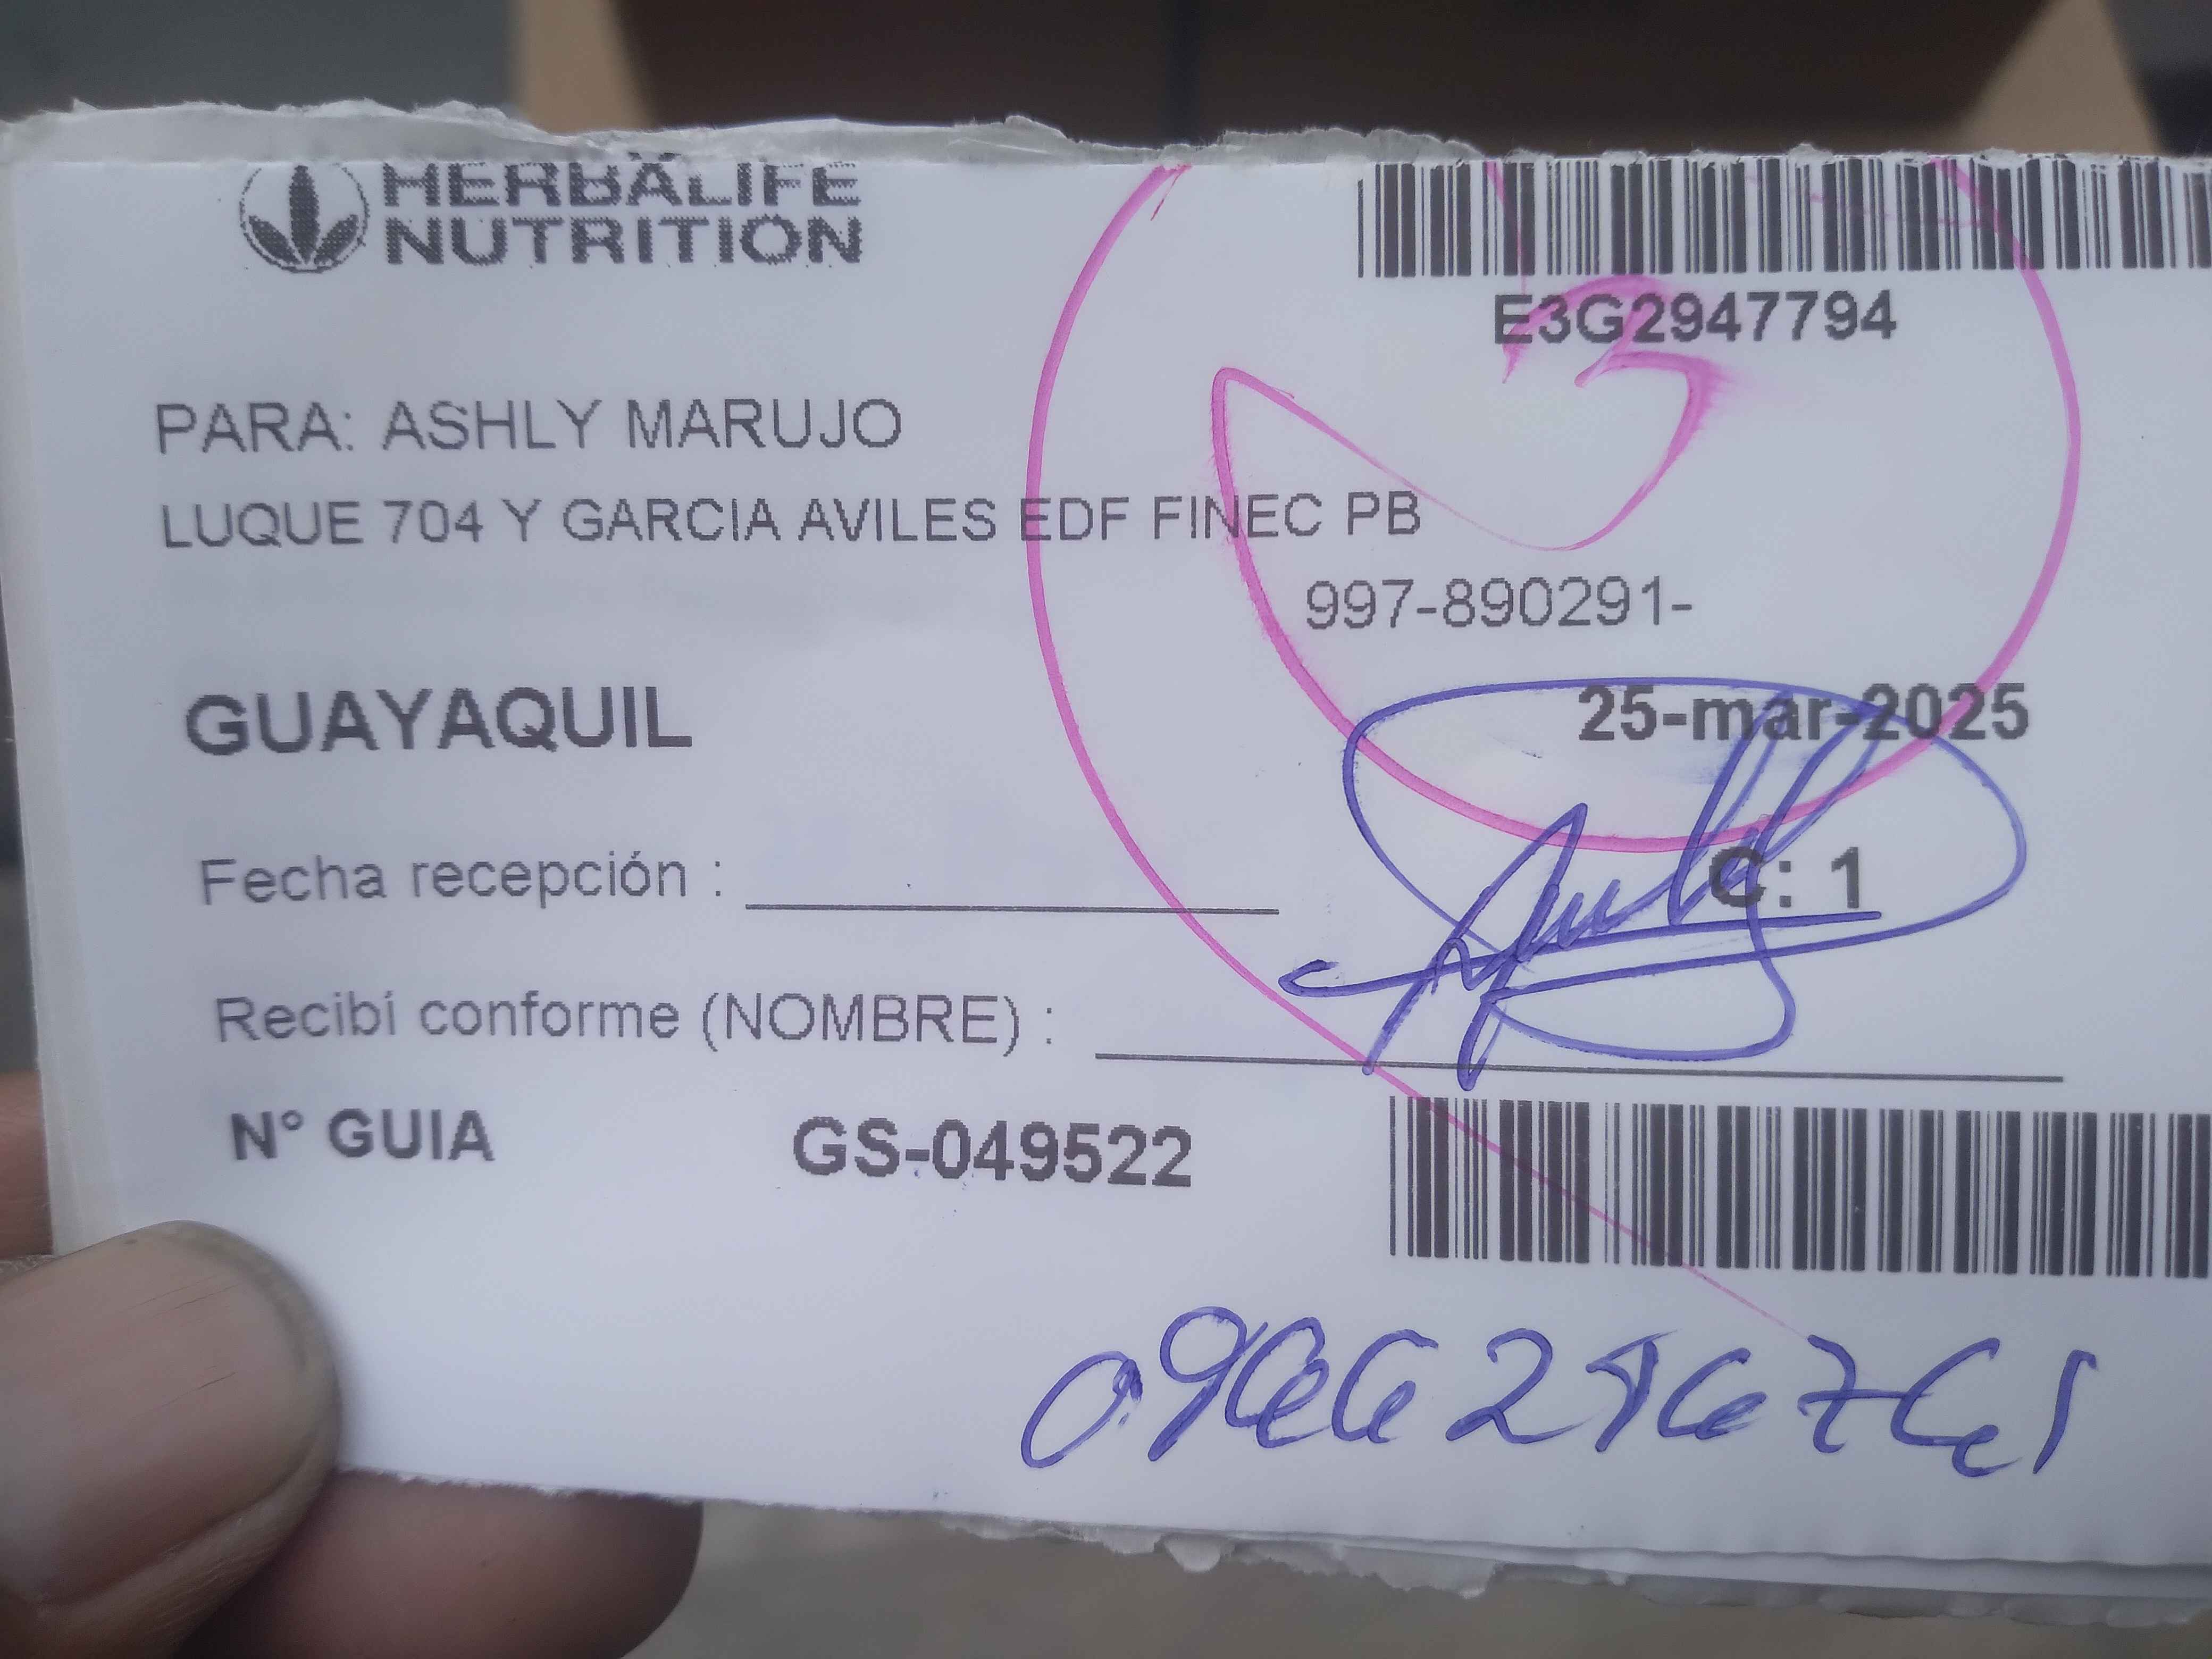 HERBALIFE
NUTRITION
E3G2947794
PARA: ASHLY MARUJO
LUQUE 704 Y GARCIA AVILES EDF FINEC PB
997-890291-
GUAYAQUIL
25-mar-2025
Fecha recepción :
C: 1
Recibí conforme (NOMBRE) :
N° GUIA GS-049522